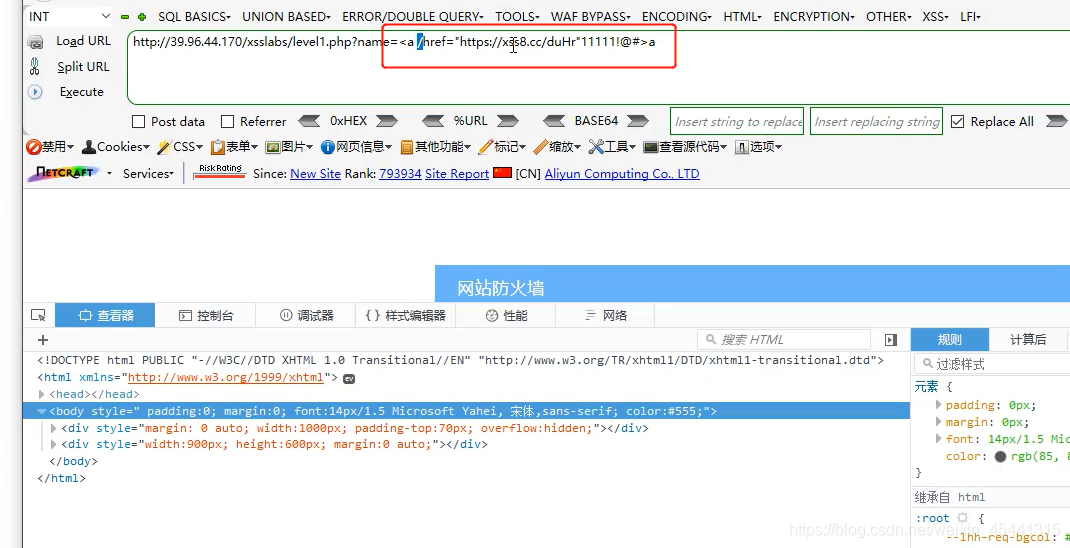 INT SQL BASICS▾ UNION BASED▾ ERROR/DOUBLE QUERY▾ TOOLS▾ WAF BYPASS▾ ENCODING▾ HTML▾ ENCRYPTION▾ OTHER▾ XSS▾ LFI▾
Load URL http://39.96.44.170/xsslabs/level1.php?name=<a /href="https://xss8.cc/duHr"11111!@#>a
Split URL
Execute
Post data Referrer 0xHEX %URL BASE64 Insert string to replace Insert replacing string Replace All
禁用▾ Cookies▾ CSS▾ 表单▾ 图片▾ 网页信息▾ 其他功能▾ 标记▾ 缩放▾ 工具▾ 查看源代码▾ 选项▾
NETCRAFT Services▾ Risk Rating Since: New Site Rank: 793934 Site Report [CN] Aliyun Computing Co., LTD
网站防火墙
查看器 控制台 调试器 {} 样式编辑器 性能 网络
+ 搜索 HTML 规则 计算后
<!DOCTYPE html PUBLIC "-//W3C//DTD XHTML 1.0 Transitional//EN" "http://www.w3.org/TR/xhtml1/DTD/xhtml1-transitional.dtd"> 过滤样式
<html xmlns="http://www.w3.org/1999/xhtml"> ev
<head></head> 元素 {
<body style=" padding:0; margin:0; font:14px/1.5 Microsoft Yahei, 宋体,sans-serif; color:#555;"> padding: 0px;
<div style="margin: 0 auto; width:1000px; padding-top:70px; overflow:hidden;"></div> margin: 0px;
<div style="width:900px; height:600px; margin:0 auto;"></div> font: 14px/1.5 Mic
</body> color: rgb(85, 8
</html> }
继承自 html
:root {
--lhh-req-bgcol: #
https://blog.csdn.net/weixin_45441315